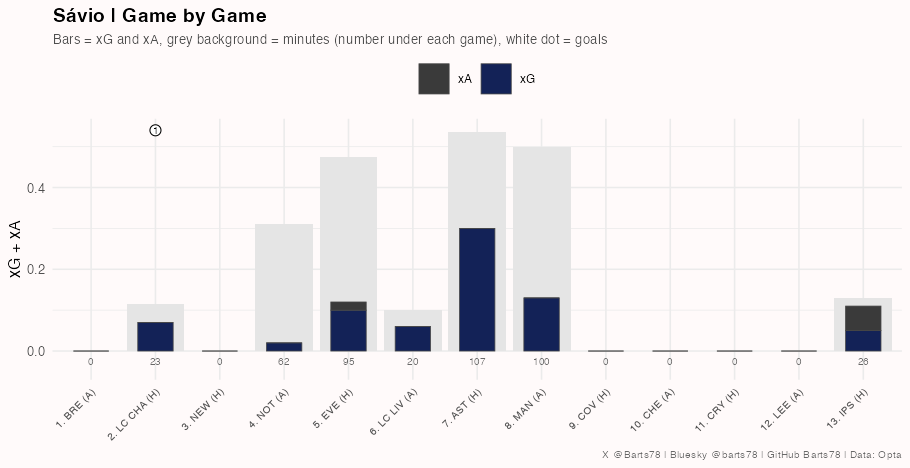 Sávio | Game by Game
Bars = xG and xA, grey background = minutes (number under each game), white dot = goals
xA xG
1
xG + xA
0.4
0.2
0.0
0 23 0 62 95 20 107 100 0 0 0 0 26
1. BRE (A) 2. LC CHA (H) 3. NEW (H) 4. NOT (A) 5. EVE (H) 6. LC LIV (A) 7. AST (H) 8. MAN (A) 9. COV (H) 10. CHE (A) 11. CRY (H) 12. LEE (A) 13. IPS (H)
X @Barts78 | Bluesky @barts78 | GitHub Barts78 | Data: Opta